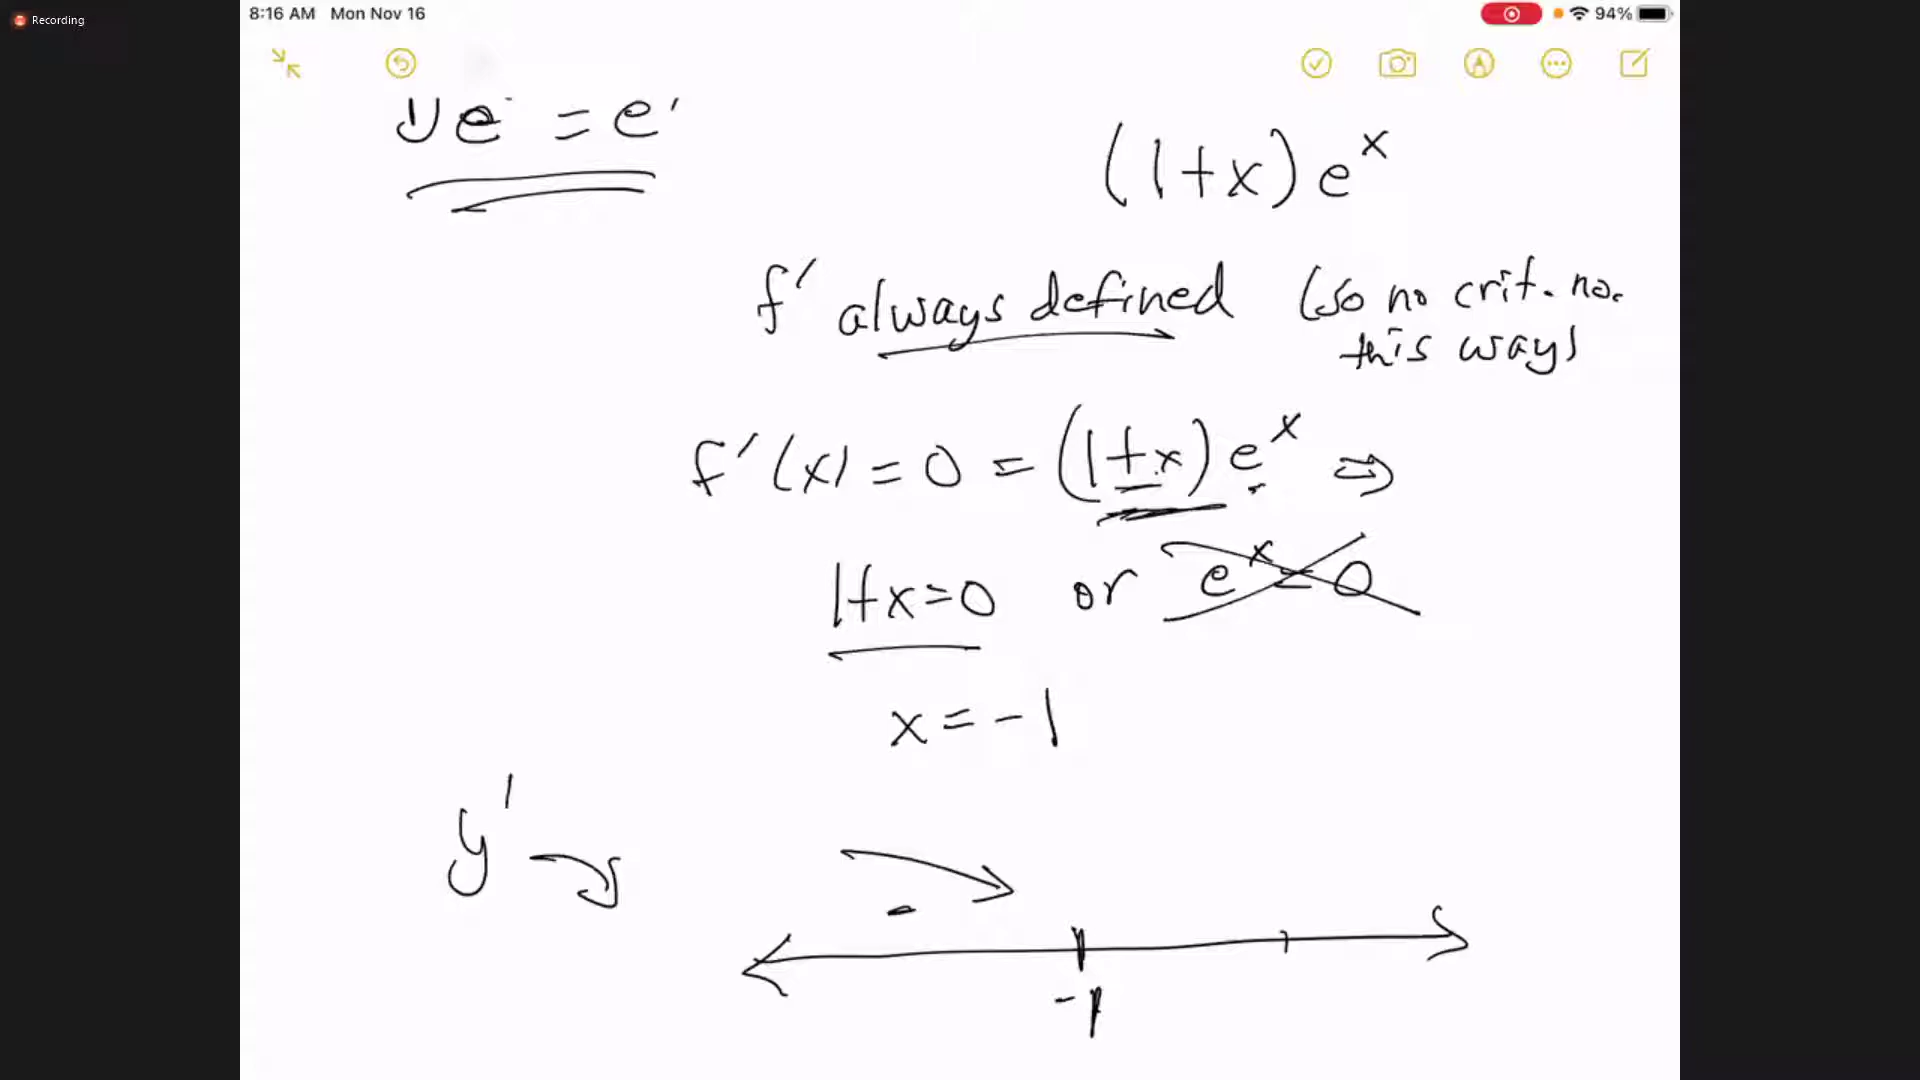 Recording
8:16 AM Mon Nov 16
94%
e = e'
(1+x) e^x
f' always defined (so no crit. no.
this way)
f'(x) = 0 = (1+x) e^x ⇒
1+x=0 or e^x = 0
x = -1
y'
-
-1